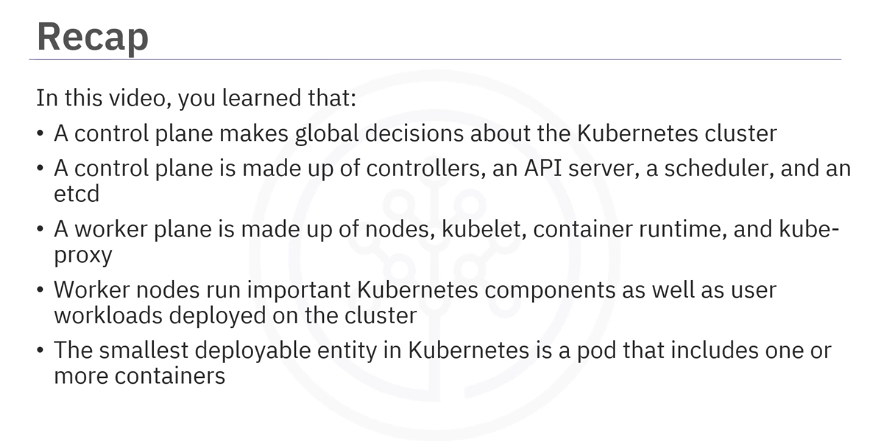 Recap
In this video, you learned that:
• A control plane makes global decisions about the Kubernetes cluster
• A control plane is made up of controllers, an API server, a scheduler, and an
etcd
• A worker plane is made up of nodes, kubelet, container runtime, and kube-
proxy
• Worker nodes run important Kubernetes components as well as user
workloads deployed on the cluster
• The smallest deployable entity in Kubernetes is a pod that includes one or
more containers